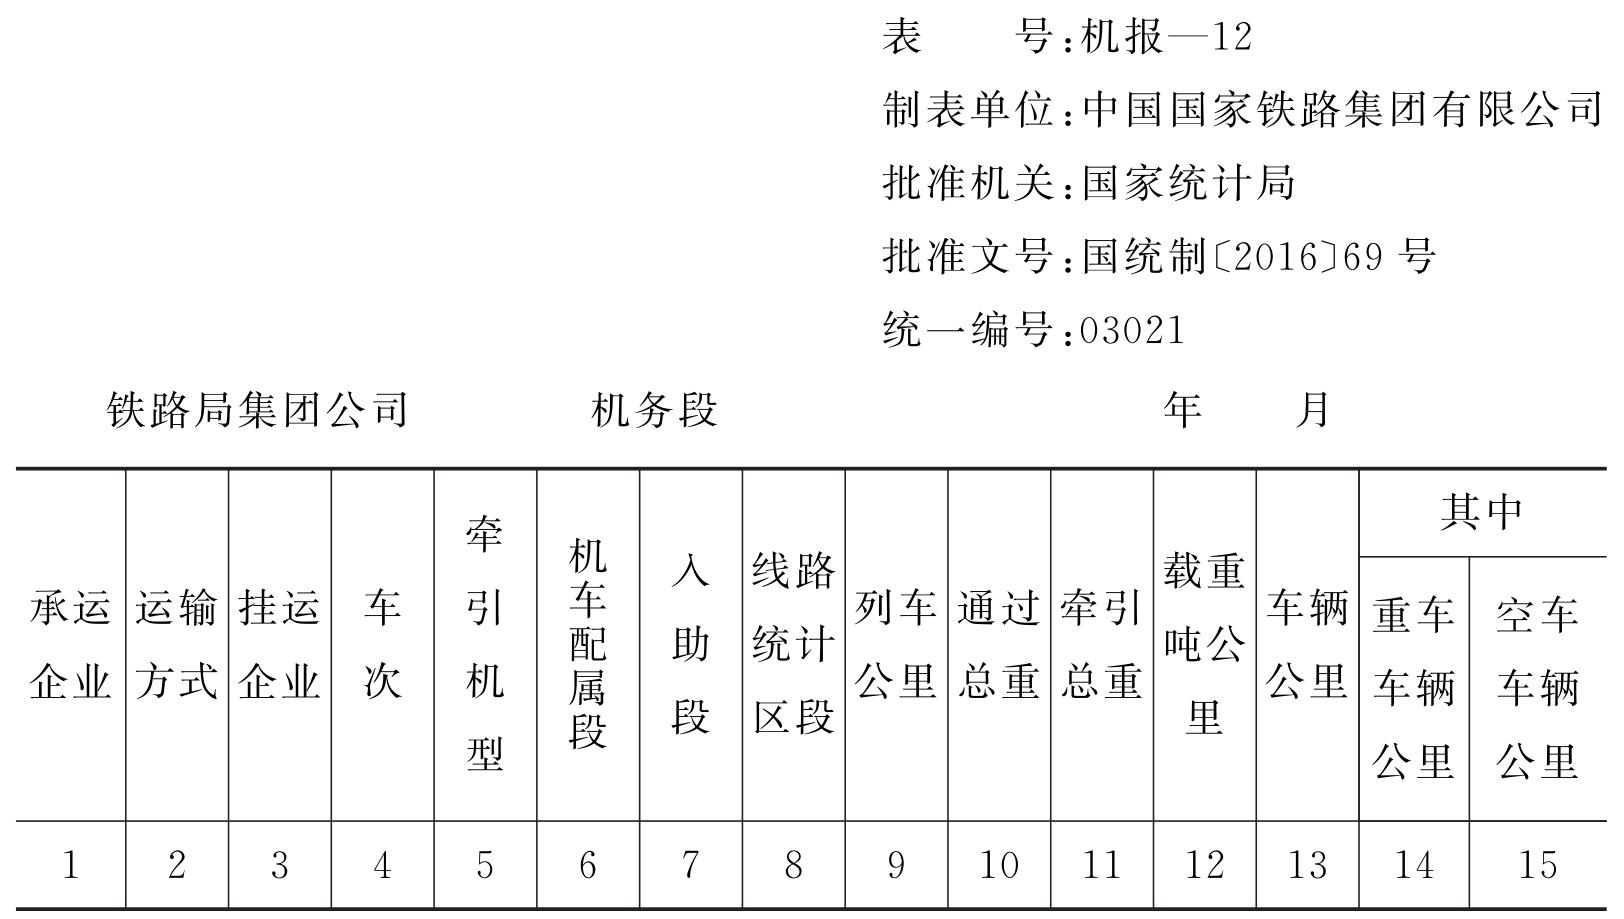 表　　号:机报—12
制表单位:中国国家铁路集团有限公司
批准机关:国家统计局
批准文号:国统制〔2016〕69 号
统一编号:03021
铁路局集团公司　　　　机务段　　　　　　　　　　年　　月
承运企业
运输方式
挂运企业
车次
牵引机型
机车配属段
入助段
线路统计区段
列车公里
通过总重
牵引总重
载重吨公里
车辆公里
其中
重车车辆公里
空车车辆公里
1 2 3 4 5 6 7 8 9 10 11 12 13 14 15